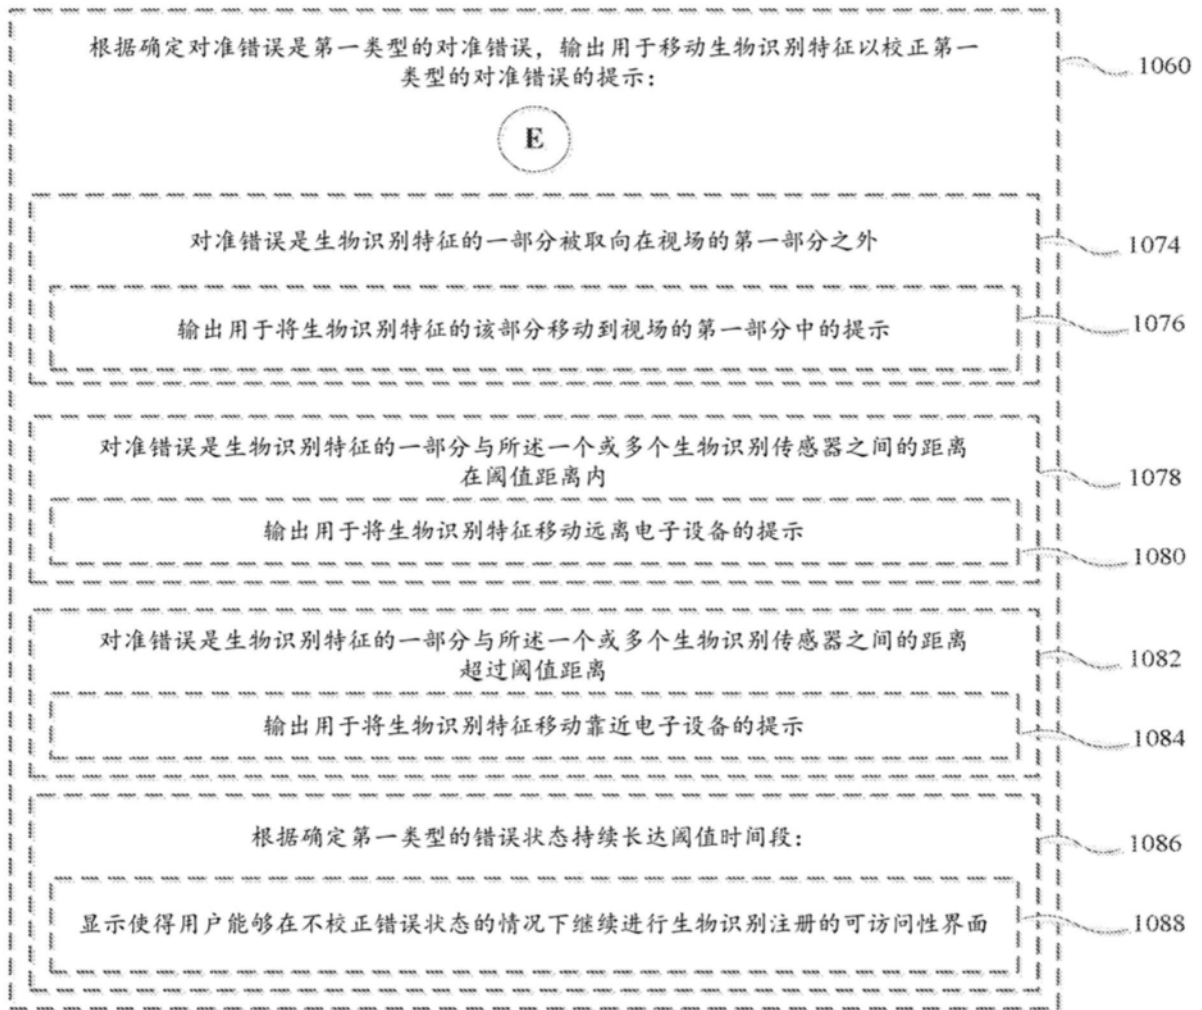 根据确定对准错误是第一类型的对准错误，输出用于移动生物识别特征以校正第一
类型的对准错误的提示：
1060
E
对准错误是生物识别特征的一部分被取向在视场的第一部分之外
1074
输出用于将生物识别特征的该部分移动到视场的第一部分中的提示
1076
对准错误是生物识别特征的一部分与所述一个或多个生物识别传感器之间的距离
在阈值距离内
1078
输出用于将生物识别特征移动远离电子设备的提示
1080
对准错误是生物识别特征的一部分与所述一个或多个生物识别传感器之间的距离
超过阈值距离
1082
输出用于将生物识别特征移动靠近电子设备的提示
1084
根据确定第一类型的错误状态持续长达阈值时间段：
1086
显示使得用户能够在不校正错误状态的情况下继续进行生物识别注册的可访问性界面
1088